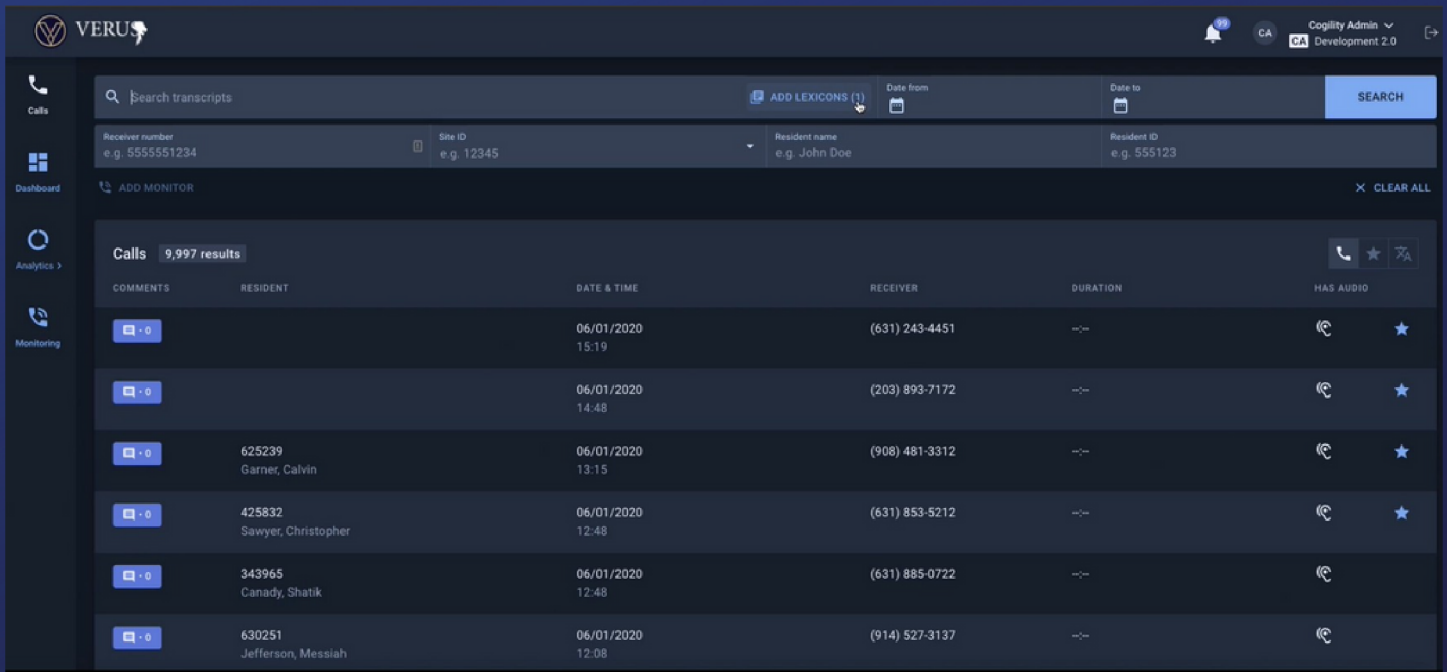 VERUS
99
CA
Cogility Admin
CA Development 2.0
Calls
Dashboard
Analytics >
Monitoring
Search transcripts
ADD LEXICONS (1)
Date from
Date to
SEARCH
Receiver number
e.g. 5555551234
Site ID
e.g. 12345
Resident name
e.g. John Doe
Resident ID
e.g. 555123
ADD MONITOR
CLEAR ALL
Calls 9,997 results
COMMENTS RESIDENT DATE & TIME RECEIVER DURATION HAS AUDIO
· 0 06/01/2020 (631) 243-4451 --:--
15:19
· 0 06/01/2020 (203) 893-7172 --:--
14:48
· 0 625239 06/01/2020 (908) 481-3312 --:--
Garner, Calvin 13:15
· 0 425832 06/01/2020 (631) 853-5212 --:--
Sawyer, Christopher 12:48
· 0 343965 06/01/2020 (631) 885-0722 --:--
Canady, Shatik 12:48
· 0 630251 06/01/2020 (914) 527-3137 --:--
Jefferson, Messiah 12:08